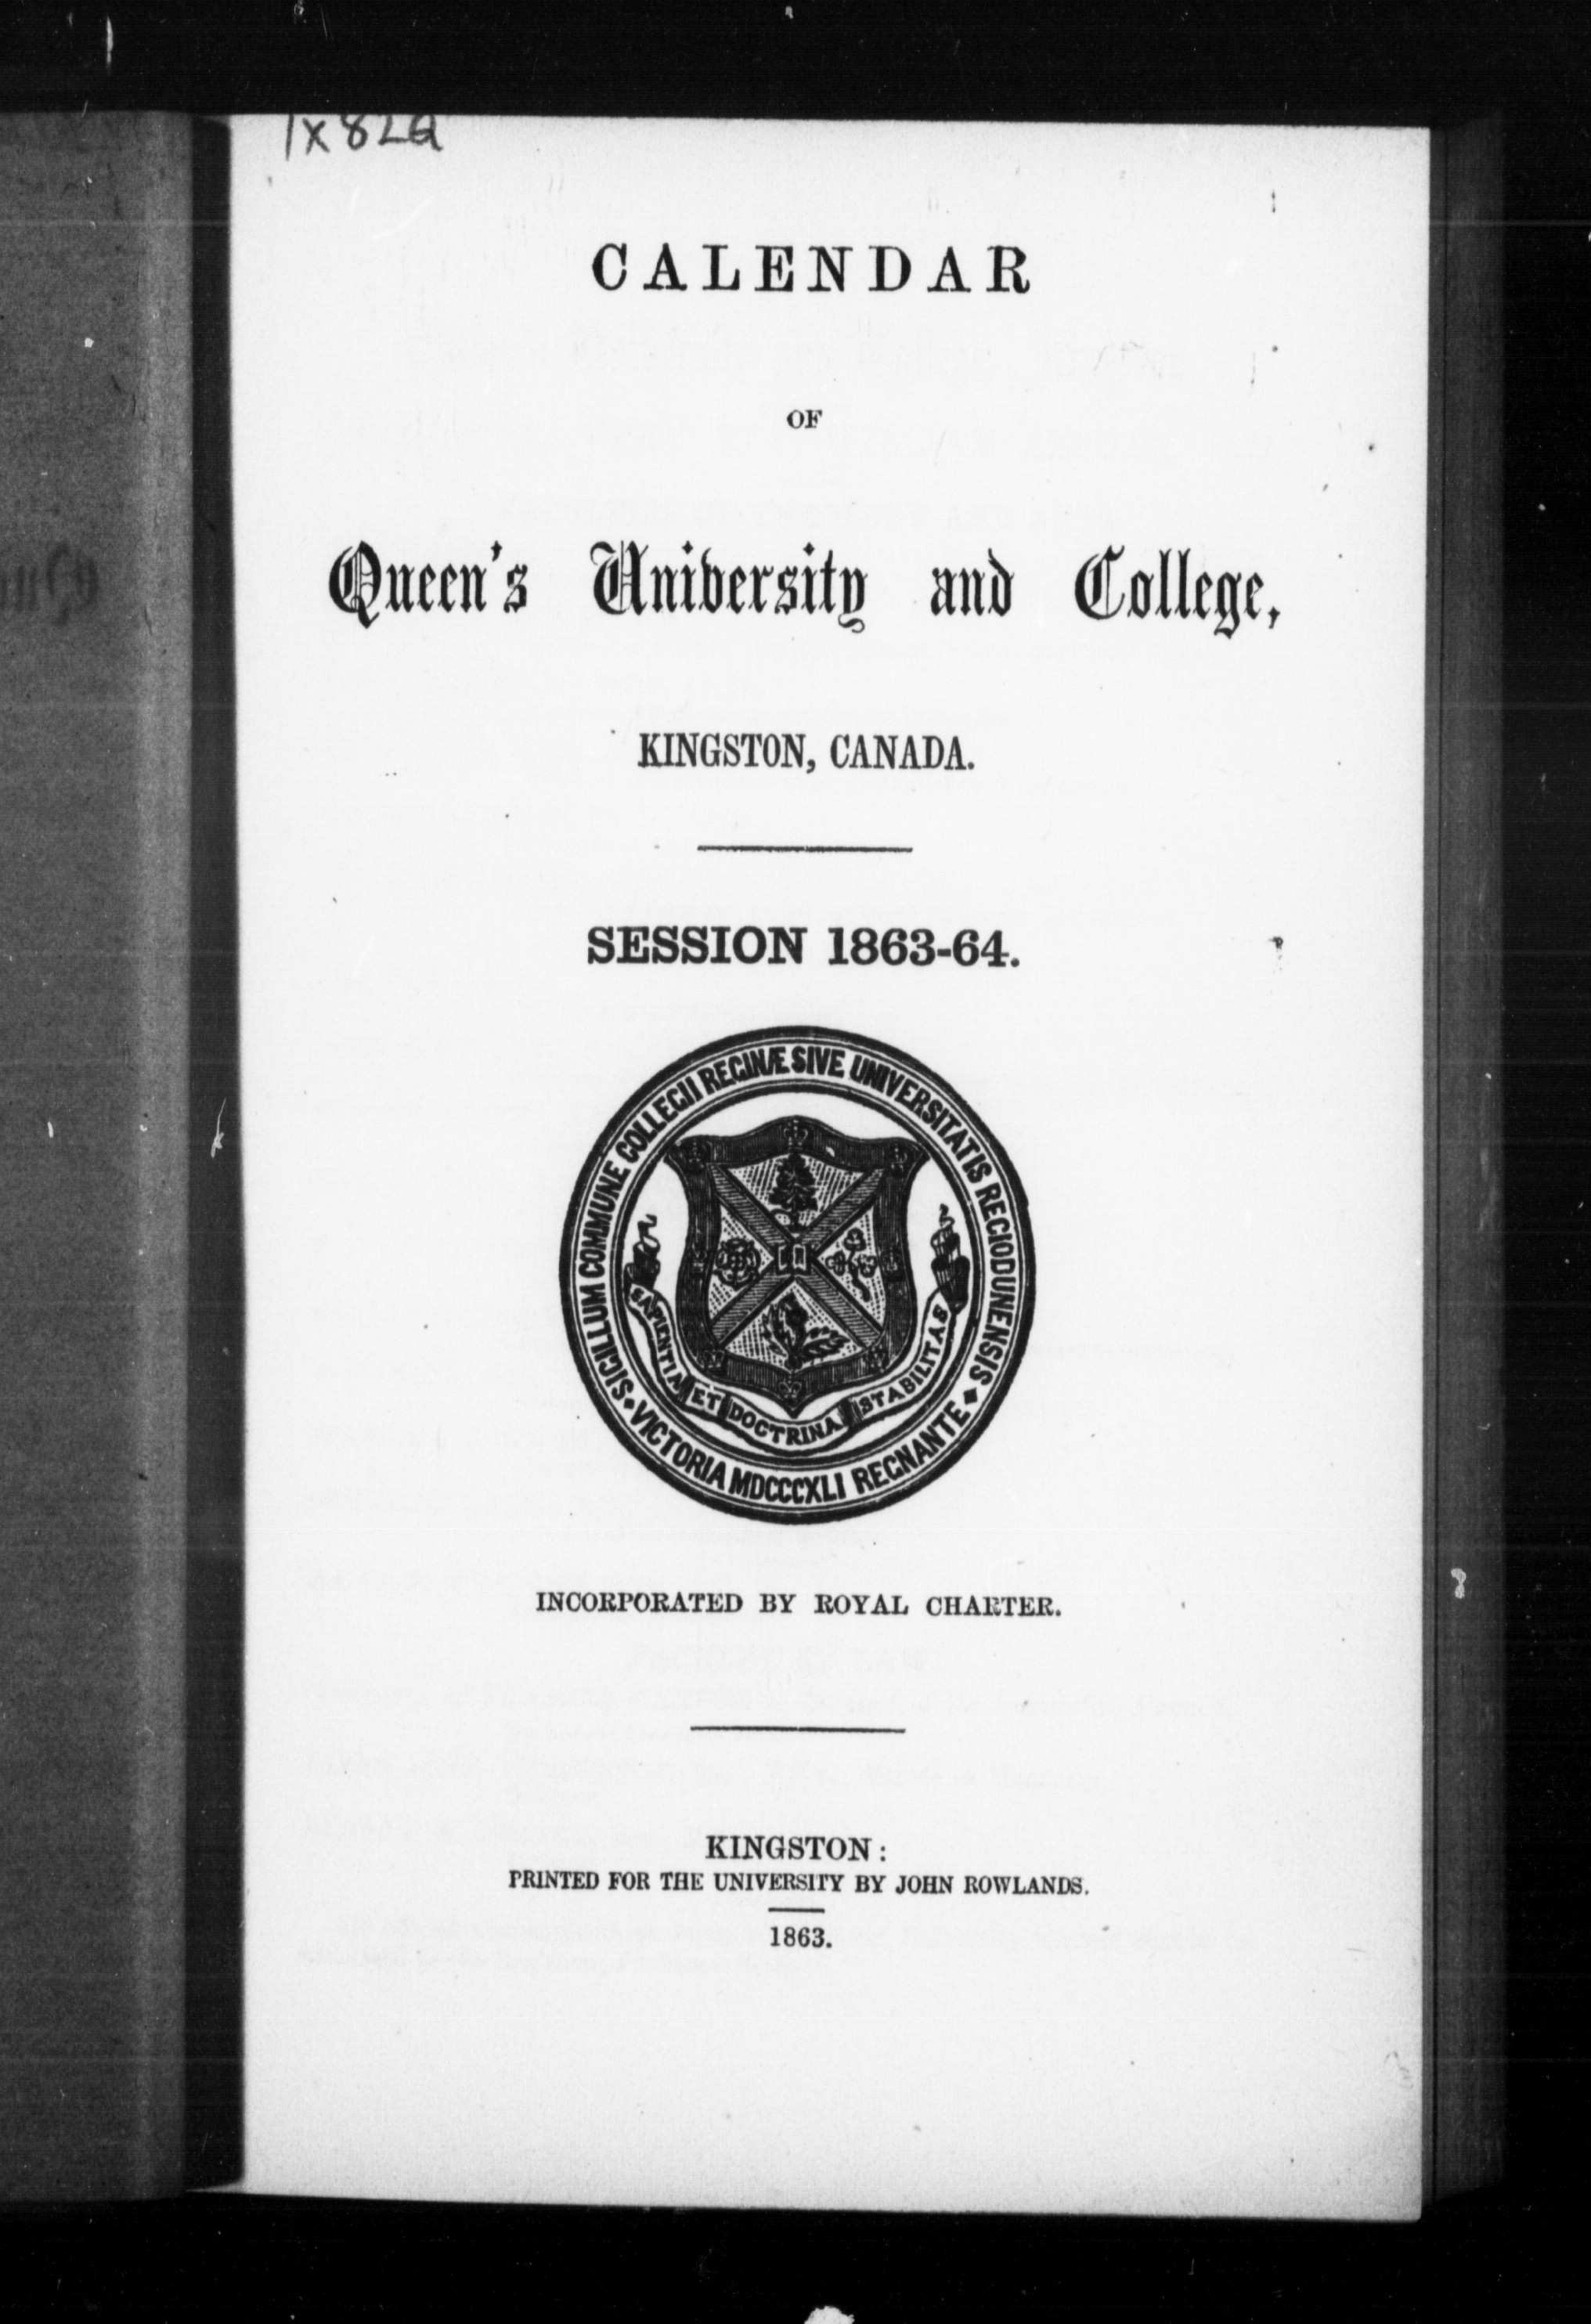 1x82Q
CALENDAR
OF
Queen's University and College,
KINGSTON, CANADA.
SESSION 1863-64.
SIGILLUM COMMUNE COLLEGII REGINÆ SIVE UNIVERSITATIS REGIODUNENSIS
VICTORIA MDCCCXLI REGNANTE
SAPIENTIA ET DOCTRINA STABILITAS
INCORPORATED BY ROYAL CHARTER.
KINGSTON:
PRINTED FOR THE UNIVERSITY BY JOHN ROWLANDS.
1863.